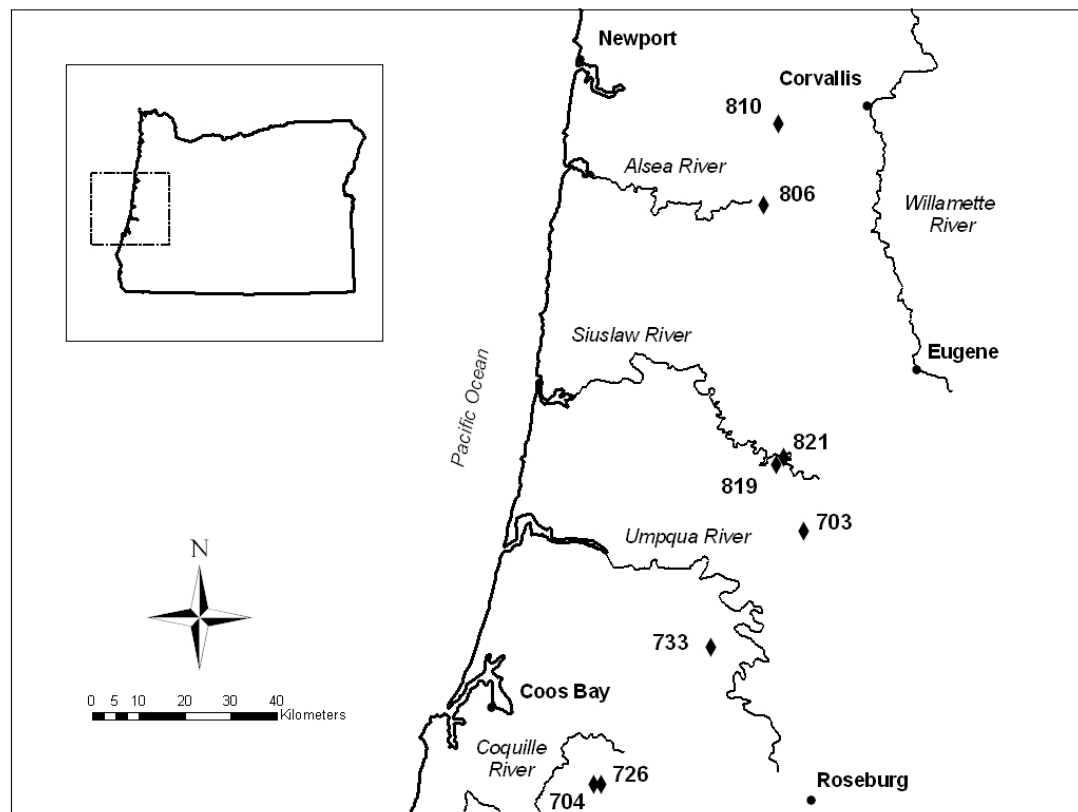 Newport
Corvallis
810
Alsea River
806
Willamette
River
Siuslaw River
Eugene
Pacific Ocean
821
819
703
Umpqua River
N
733
0 5 10 20 30 40
Kilometers
Coos Bay
Coquille
River
726
704
Roseburg